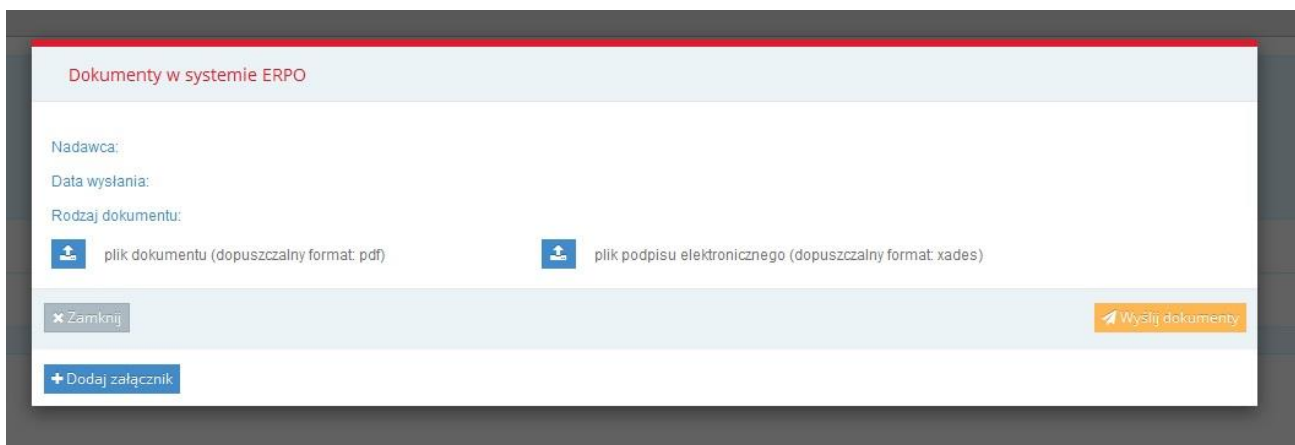 Dokumenty w systemie ERPO
Nadawca:
Data wysłania:
Rodzaj dokumentu:
plik dokumentu (dopuszczalny format: pdf) plik podpisu elektronicznego (dopuszczalny format: xades)
Zamknij Wyślij dokumenty
Dodaj załącznik